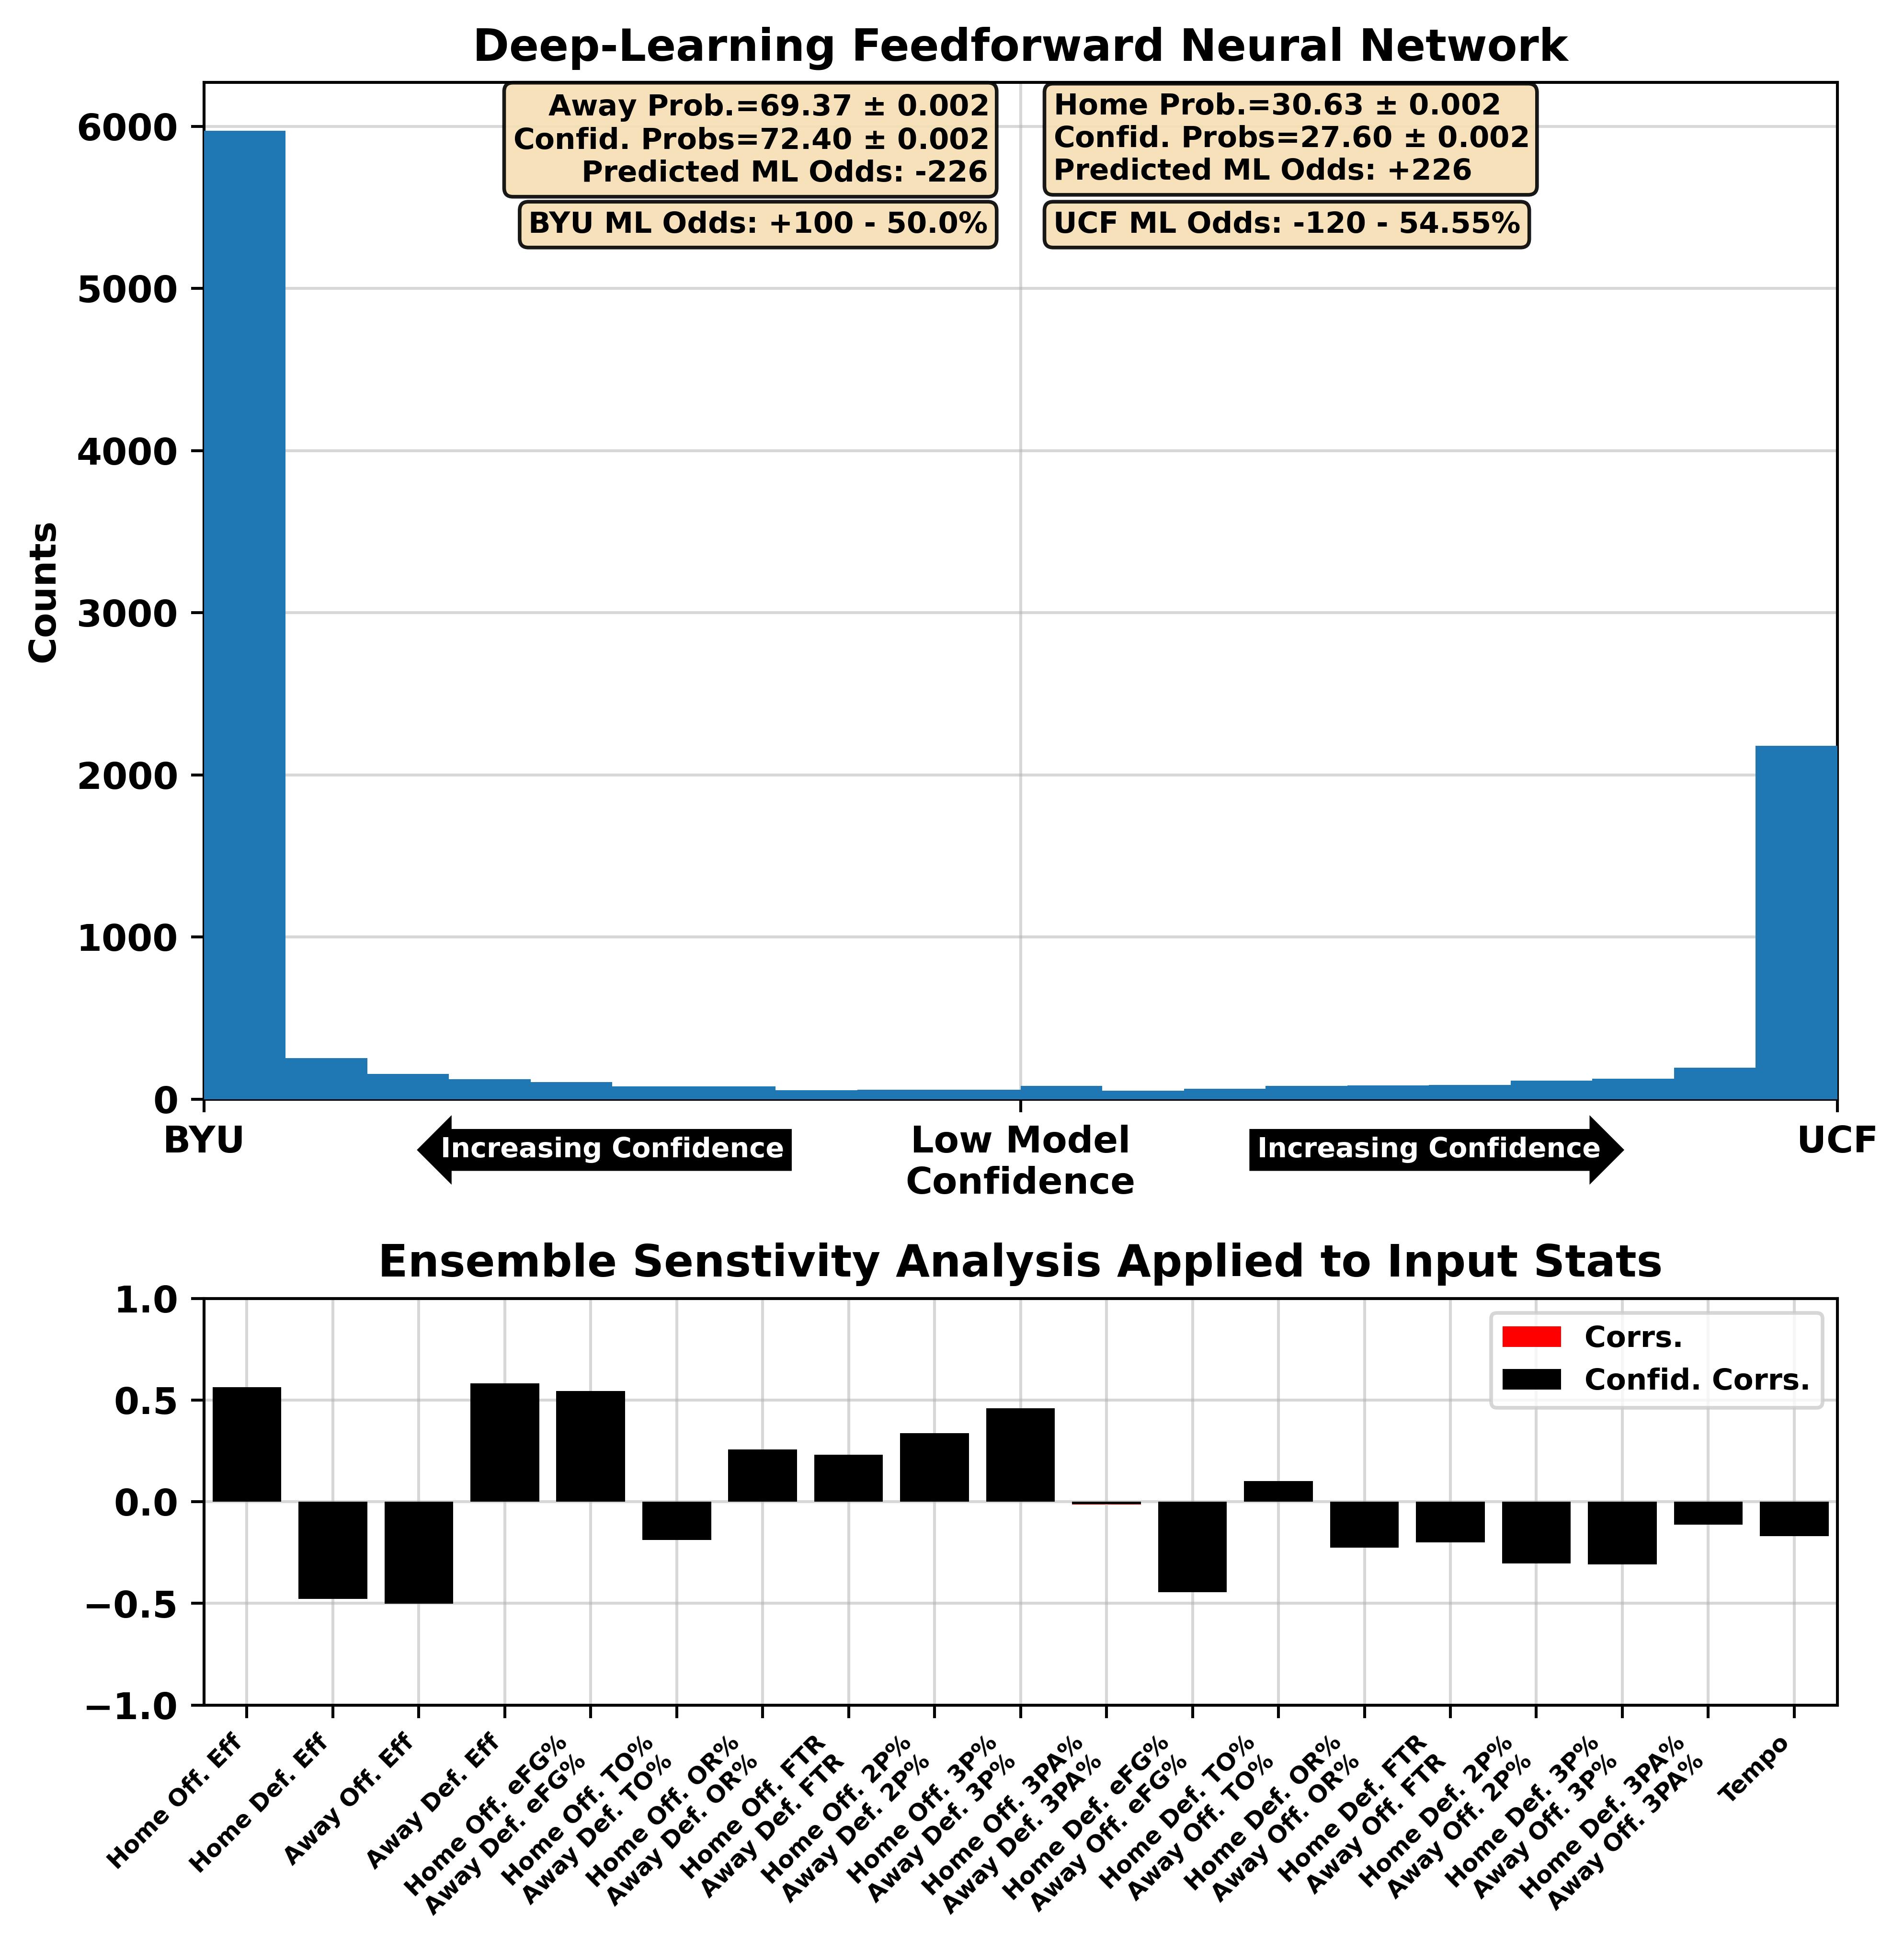 Deep-Learning Feedforward Neural Network
Away Prob.=69.37 ± 0.002
Confid. Probs=72.40 ± 0.002
Predicted ML Odds: -226
BYU ML Odds: +100 - 50.0%
Home Prob.=30.63 ± 0.002
Confid. Probs=27.60 ± 0.002
Predicted ML Odds: +226
UCF ML Odds: -120 - 54.55%
Counts
6000
5000
4000
3000
2000
1000
0
BYU
Increasing Confidence
Low Model
Confidence
Increasing Confidence
UCF
Ensemble Senstivity Analysis Applied to Input Stats
Corrs.
Confid. Corrs.
1.0
0.5
0.0
−0.5
−1.0
Home Off. Eff
Home Def. Eff
Away Off. Eff
Away Def. Eff
Home Off. eFG%
Away Def. eFG%
Home Off. TO%
Away Def. TO%
Home Off. OR%
Away Def. OR%
Home Off. FTR
Away Def. FTR
Home Off. 2P%
Away Def. 2P%
Home Off. 3P%
Away Def. 3P%
Home Off. 3PA%
Away Def. 3PA%
Home Def. eFG%
Away Off. eFG%
Home Def. TO%
Away Off. TO%
Home Def. OR%
Away Off. OR%
Home Def. FTR
Away Off. FTR
Home Def. 2P%
Away Off. 2P%
Home Def. 3P%
Away Off. 3P%
Home Def. 3PA%
Away Off. 3PA%
Tempo